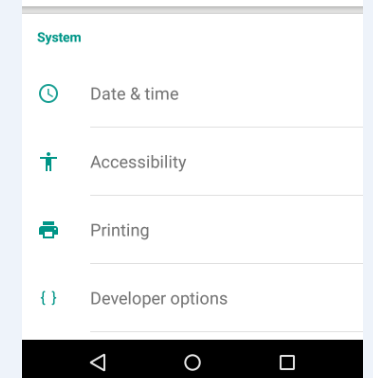 System
Date & time
Accessibility
Printing
{ } Developer options